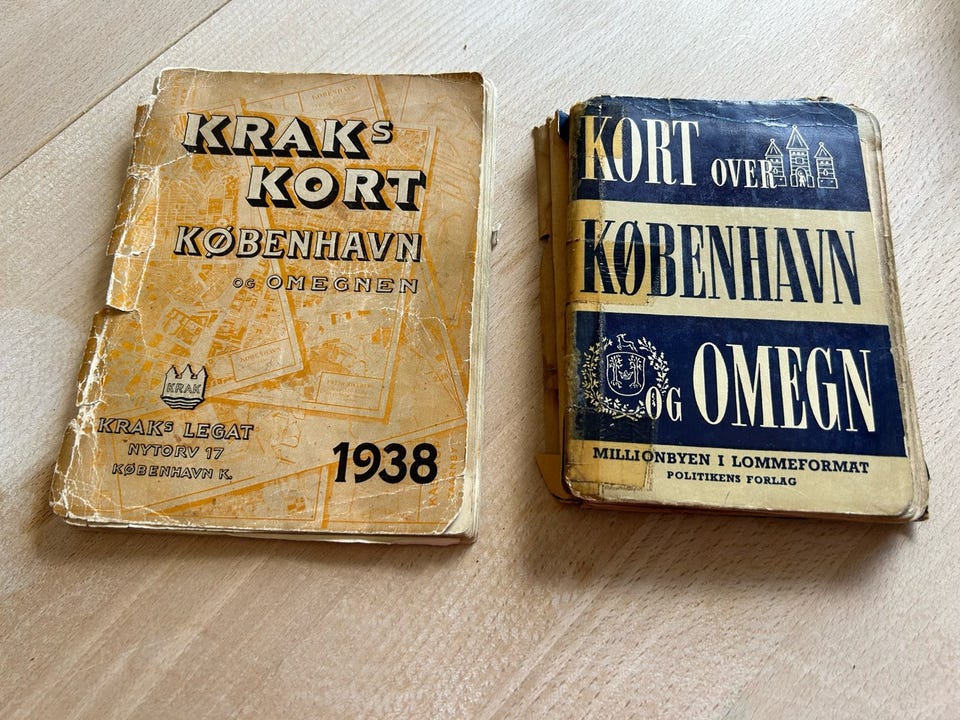 KRAKS
KORT
KØBENHAVN
OG OMEGNEN
KRAK
KRAKS LEGAT
NYTORV 17
KØBENHAVN K.
1938
KORT OVER
KØBENHAVN
OG OMEGN
MILLIONBYEN I LOMMEFORMAT
POLITIKENS FORLAG